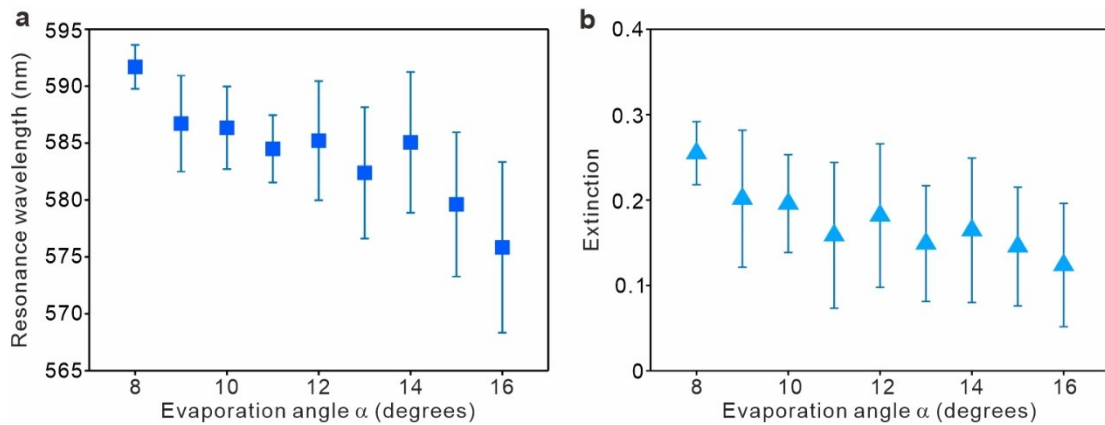 a
595
590
585
580
575
570
565
Resonance wavelength (nm)
8 10 12 14 16
Evaporation angle α (degrees)
b
0.4
0.3
0.2
0.1
0
Extinction
8 10 12 14 16
Evaporation angle α (degrees)